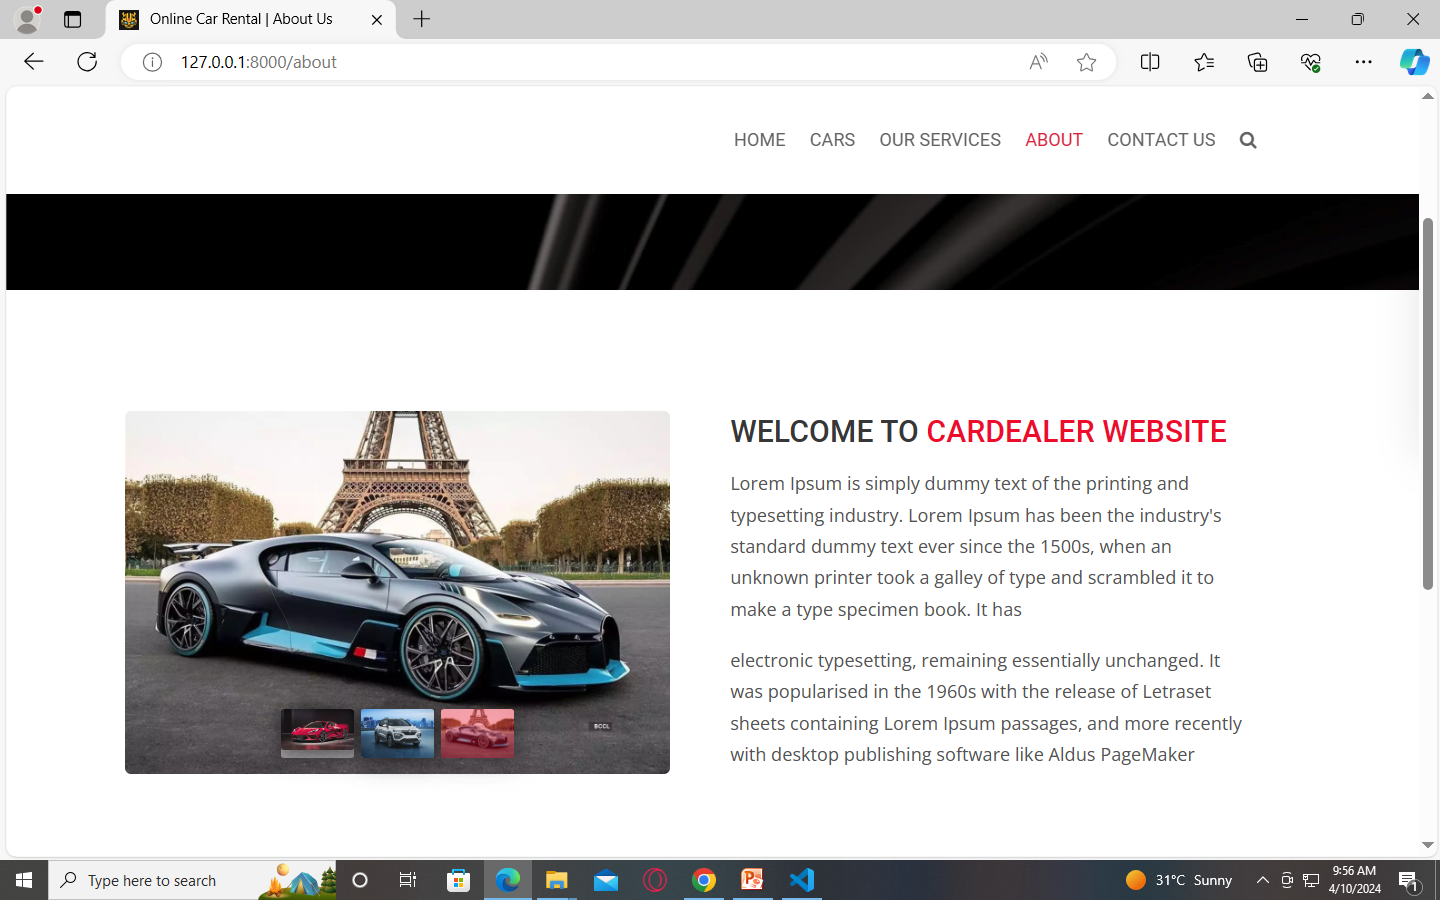 Online Car Rental | About Us
127.0.0.1:8000/about
HOME CARS OUR SERVICES ABOUT CONTACT US
WELCOME TO CARDEALER WEBSITE
Lorem Ipsum is simply dummy text of the printing and
typesetting industry. Lorem Ipsum has been the industry's
standard dummy text ever since the 1500s, when an
unknown printer took a galley of type and scrambled it to
make a type specimen book. It has
electronic typesetting, remaining essentially unchanged. It
was popularised in the 1960s with the release of Letraset
sheets containing Lorem Ipsum passages, and more recently
with desktop publishing software like Aldus PageMaker
BCCL
Type here to search
31°C Sunny
9:56 AM
4/10/2024
1